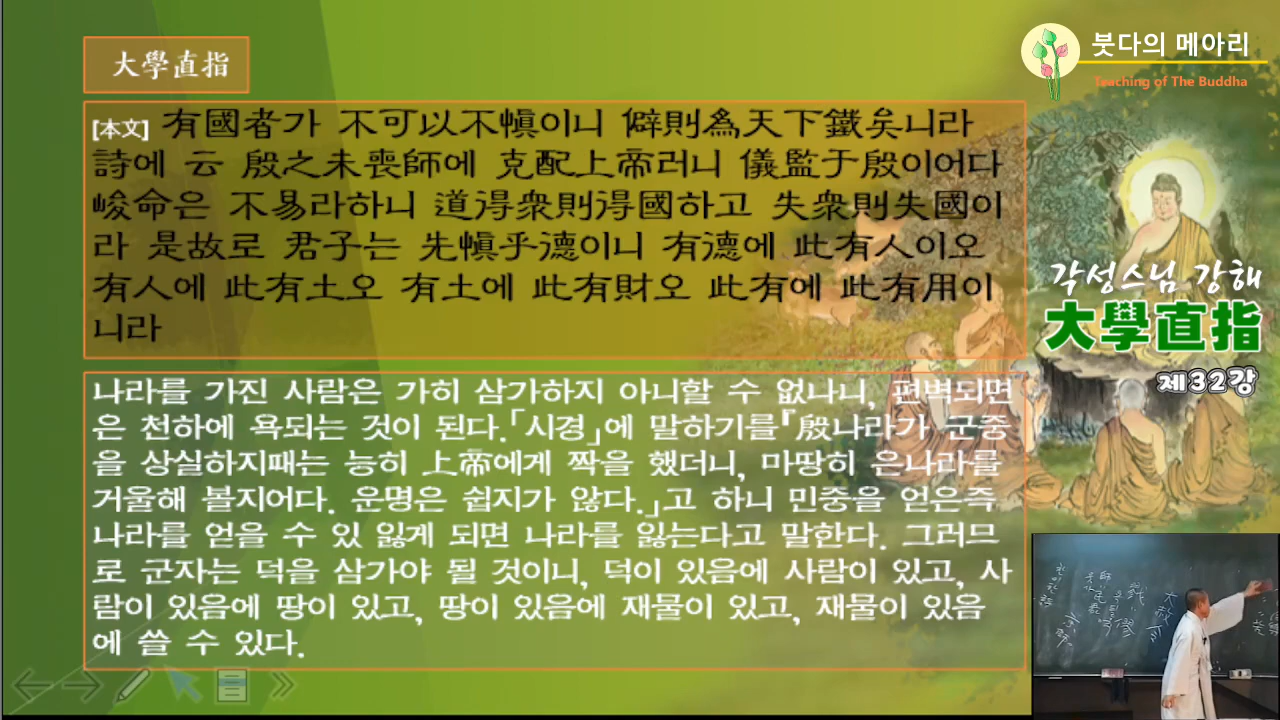 大學直指
[本文] 有國者가 不可以不愼이니 僻則為天下鐵矣니라
詩에 云 殷之未喪師에 克配上帝러니 儀監于殷이어다
峻命은 不易라하니 道得衆則得國하고 失衆則失國이
라 是故로 君子는 先愼乎德이니 有德에 此有人이오
有人에 此有土오 有土에 此有財오 此有에 此有用이
니라
나라를 가진 사람은 가히 삼가하지 아니할 수 없나니, 편벽되면
은 천하에 욕되는 것이 된다.「시경」에 말하기를『殷나라가 군중
을 상실하지때는 능히 上帝에게 짝을 했더니, 마땅히 은나라를
거울해 볼지어다. 운명은 쉽지가 않다.」고 하니 민중을 얻은즉
나라를 얻을 수 있 잃게 되면 나라를 잃는다고 말한다. 그러므
로 군자는 덕을 삼가야 될 것이니, 덕이 있음에 사람이 있고, 사
람이 있음에 땅이 있고, 땅이 있음에 재물이 있고, 재물이 있음
에 쓸 수 있다.
붓다의 메아리
Teaching of The Buddha
각성스님 강해
大學直指
제32강